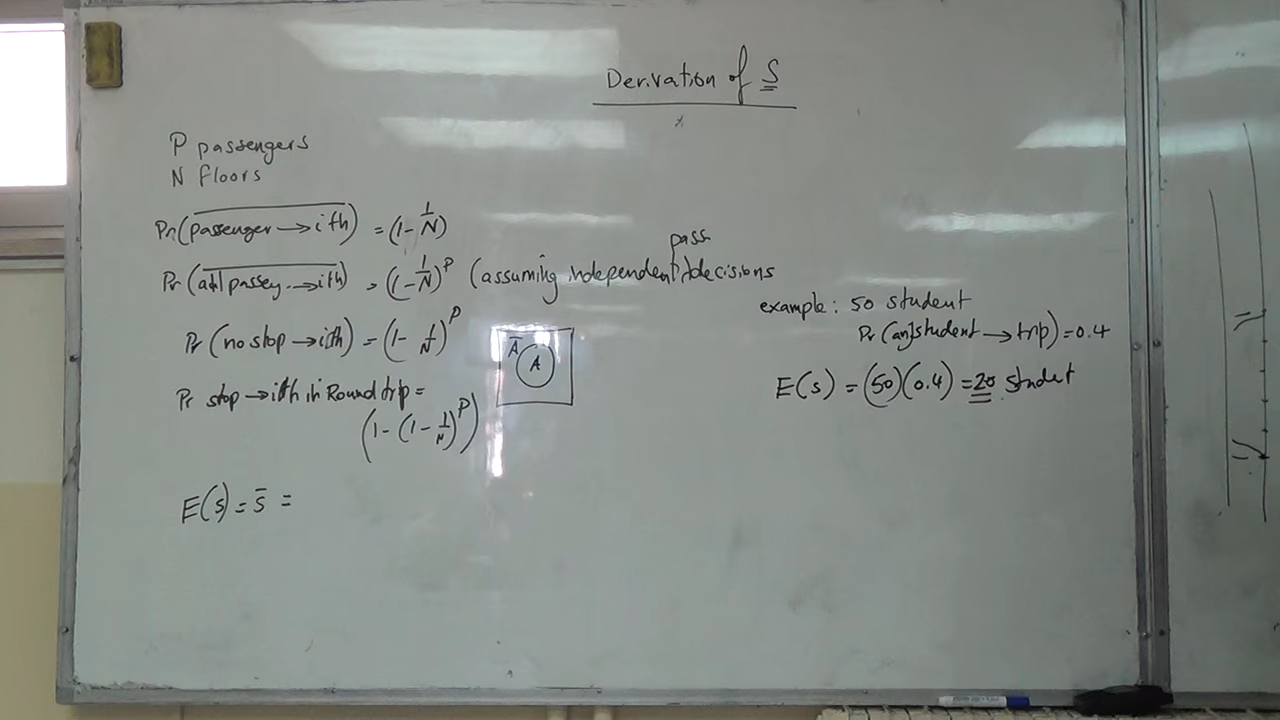 Derivation of S
P passengers
N floors
Pr(passenger → ith) = (1 - 1/N)
Pr(all passeg. → ith) = (1 - 1/N)^P (assuming independent pass decisions
Pr(no stop → ith) = (1 - 1/N)^P
Ā A
Pr stop → ith in Round trip =
(1 - (1 - 1/N)^P)
E(s) = s̄ =
example: 50 student
Pr(any student → trip) = 0.4
E(s) = (50)(0.4) = 20 student